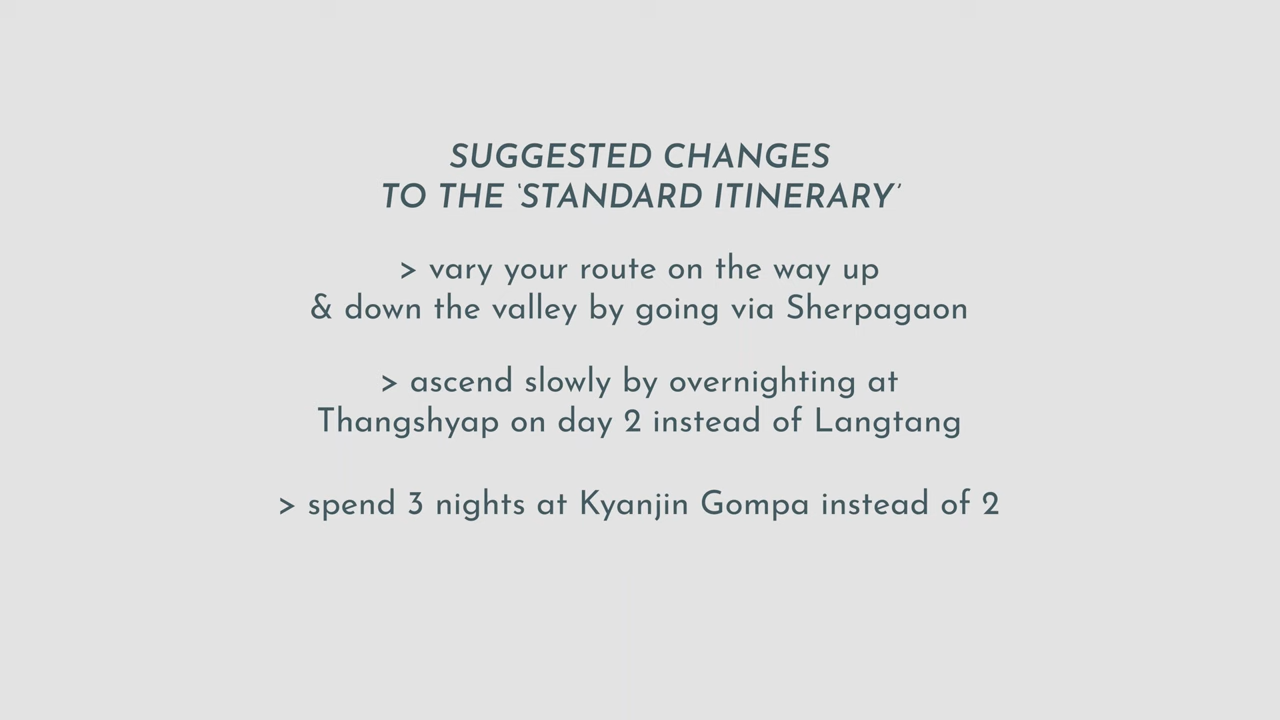 SUGGESTED CHANGES
TO THE ‘STANDARD ITINERARY’
> vary your route on the way up
& down the valley by going via Sherpagaon
> ascend slowly by overnighting at
Thangshyap on day 2 instead of Langtang
> spend 3 nights at Kyanjin Gompa instead of 2